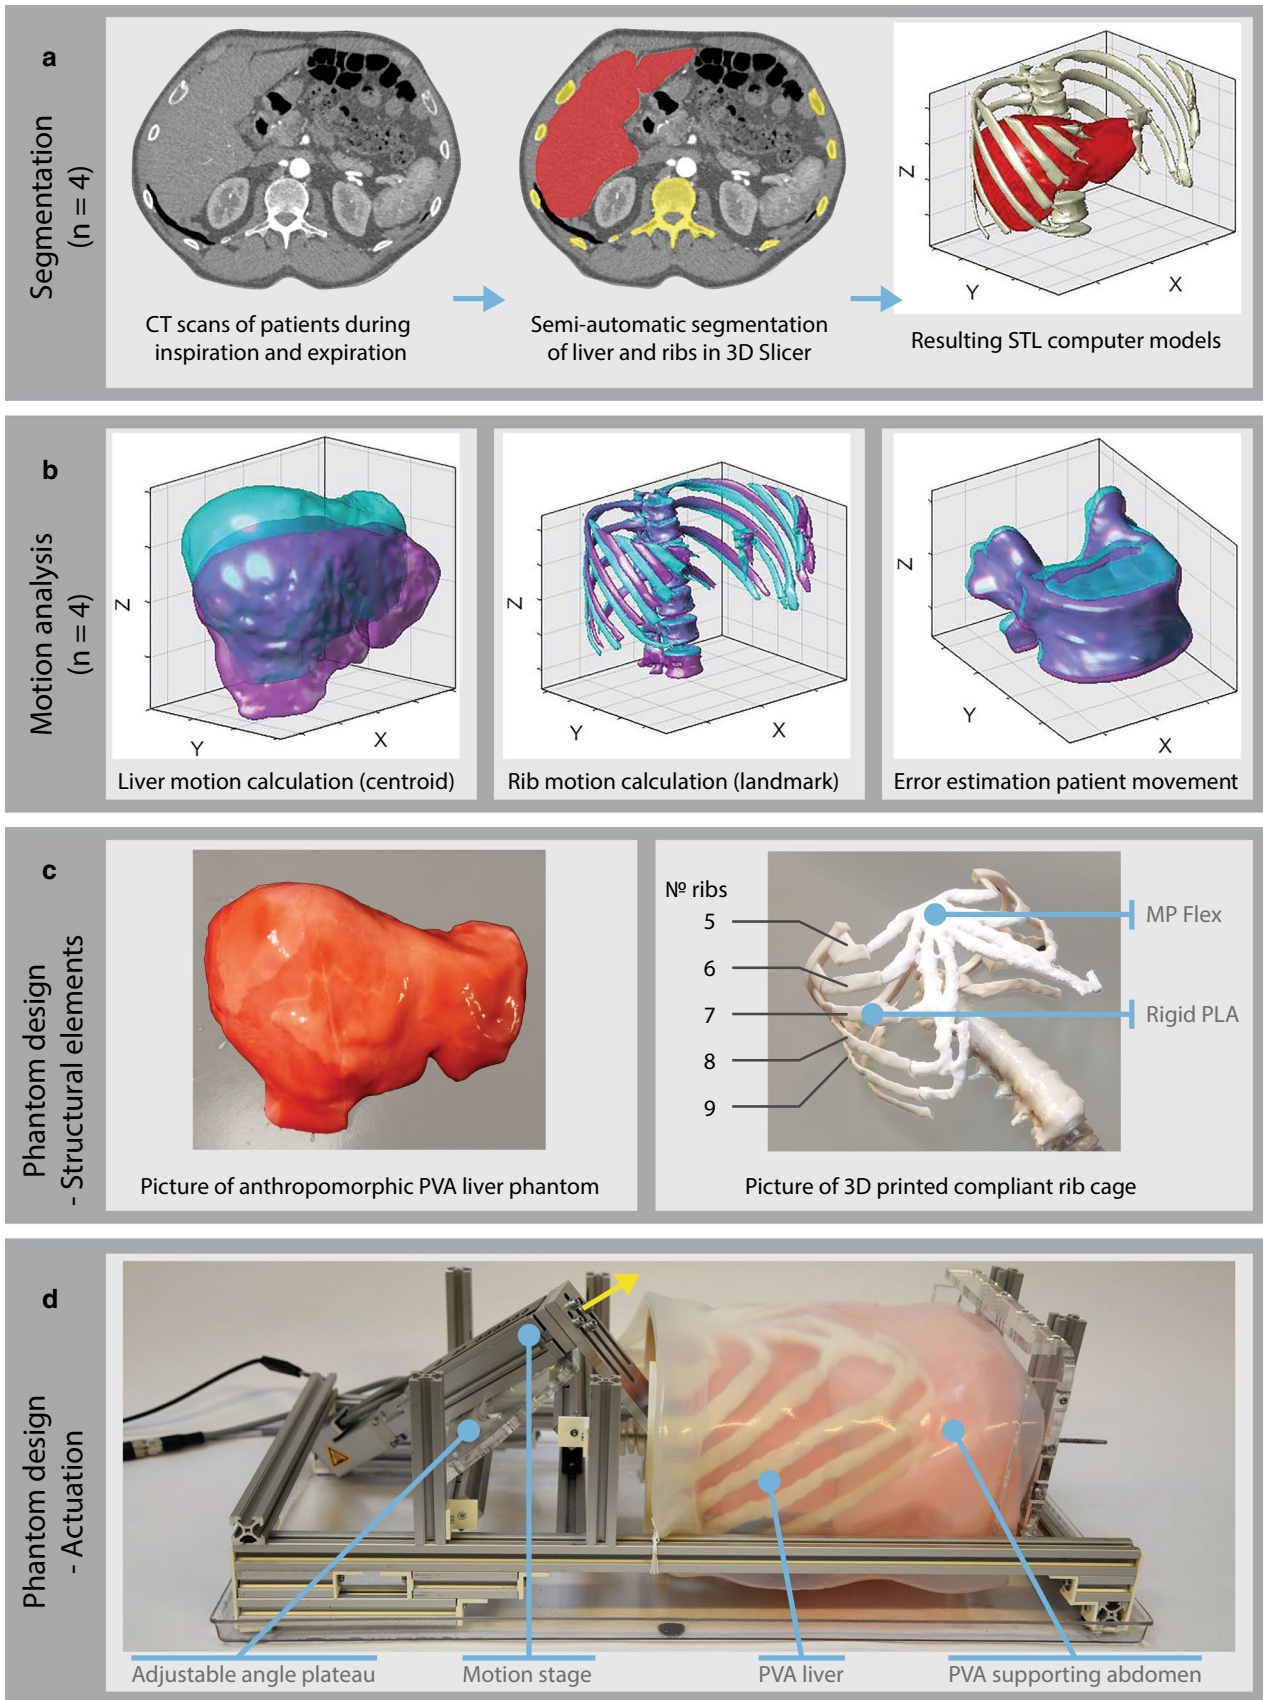 a
Segmentation
(n = 4)
CT scans of patients during
inspiration and expiration
Semi-automatic segmentation
of liver and ribs in 3D Slicer
Z
Y
X
Resulting STL computer models
b
Motion analysis
(n = 4)
Z
Y
X
Liver motion calculation (centroid)
Z
Y
X
Rib motion calculation (landmark)
Z
Y
X
Error estimation patient movement
c
Phantom design
- Structural elements
Picture of anthropomorphic PVA liver phantom
Nº ribs
5
6
7
8
9
MP Flex
Rigid PLA
Picture of 3D printed compliant rib cage
d
Phantom design
- Actuation
Adjustable angle plateau
Motion stage
PVA liver
PVA supporting abdomen